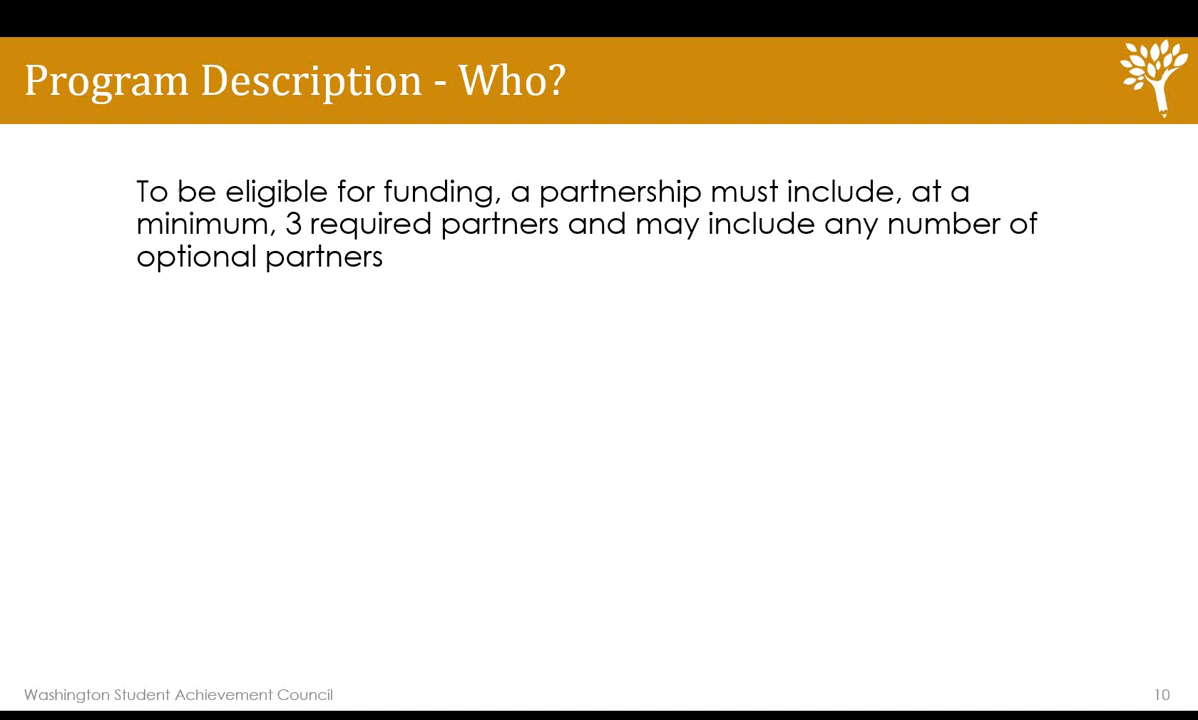 Program Description - Who?
To be eligible for funding, a partnership must include, at a
minimum, 3 required partners and may include any number of
optional partners
Washington Student Achievement Council
10